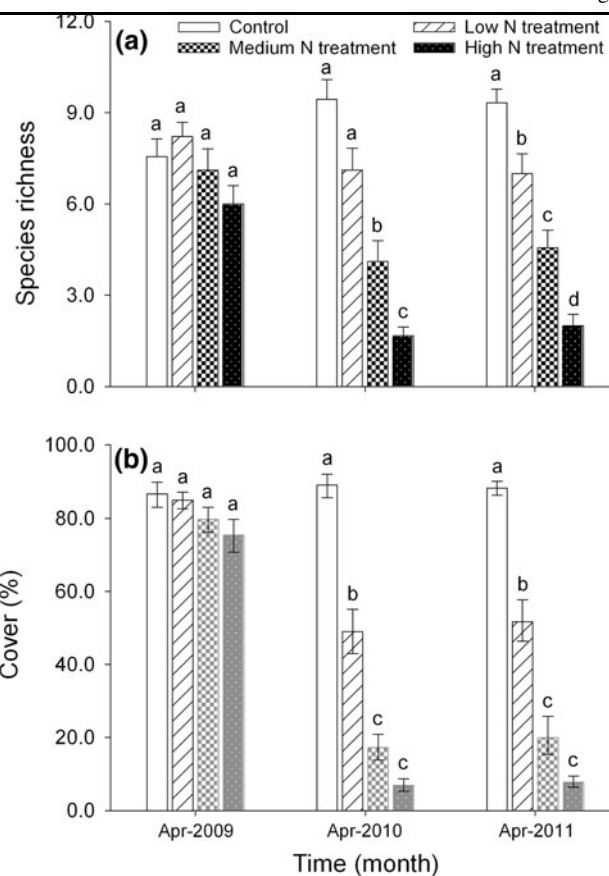 g
12.0
(a)
Control
Low N treatment
Medium N treatment
High N treatment
9.0
6.0
3.0
0.0
Species richness
a a a a
a a b c
a b c d
100.0
(b)
80.0
60.0
40.0
20.0
0.0
Cover (%)
a a a a
a b c c
a b c c
Apr-2009 Apr-2010 Apr-2011
Time (month)